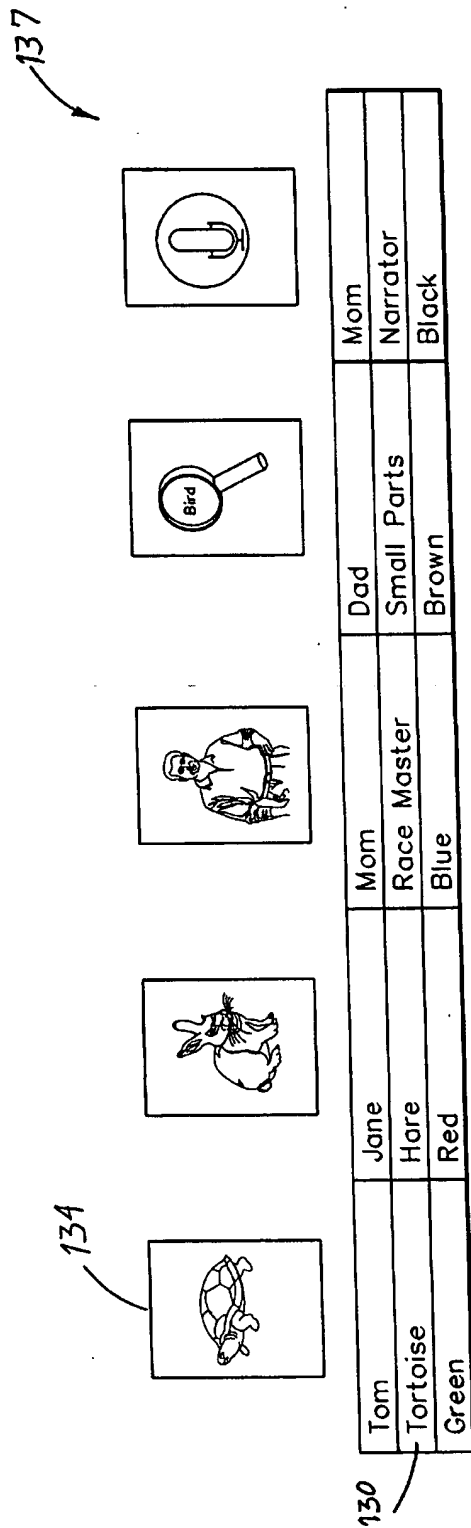 137
134
Bird
Tom Jane Mom Dad Mom
Tortoise Hare Race Master Small Parts Narrator
Green Red Blue Brown Black
130